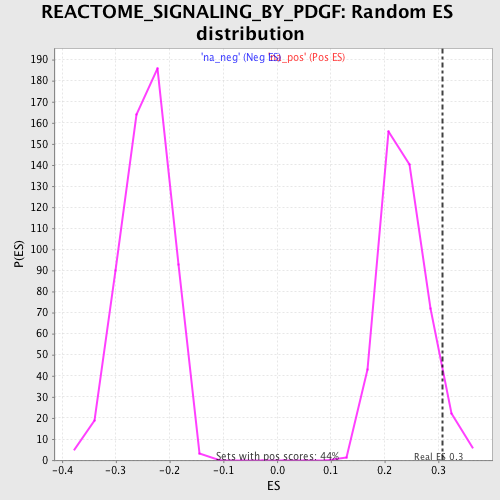 REACTOME_SIGNALING_BY_PDGF: Random ES
distribution
'na_neg' (Neg ES)
'na_pos' (Pos ES)
190
180
170
160
150
140
130
120
110
100
90
80
70
60
50
40
30
20
10
0
P(ES)
Sets with pos scores: 44%
Real ES 0.3
-0.4 -0.3 -0.2 -0.1 0.0 0.1 0.2 0.3
ES